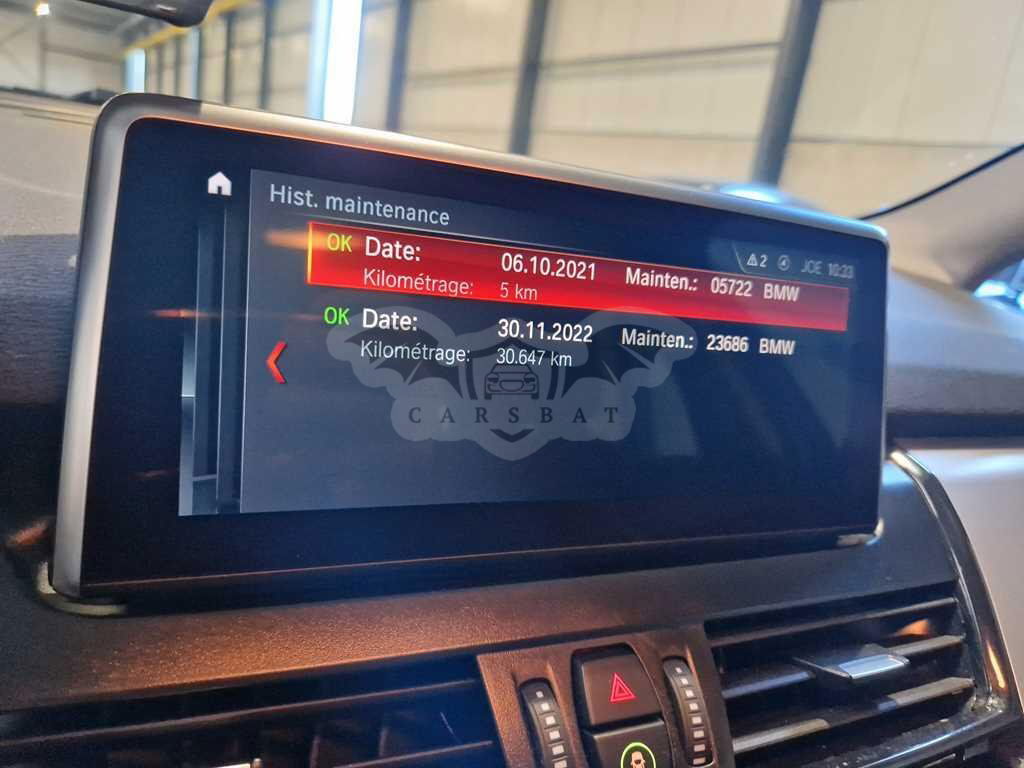 Hist. maintenance
2 JOE 10:33
OK Date: 06.10.2021 Mainten.: 05722 BMW
Kilométrage: 5 km
OK Date: 30.11.2022 Mainten.: 23686 BMW
Kilométrage: 30.647 km
CARSBAT